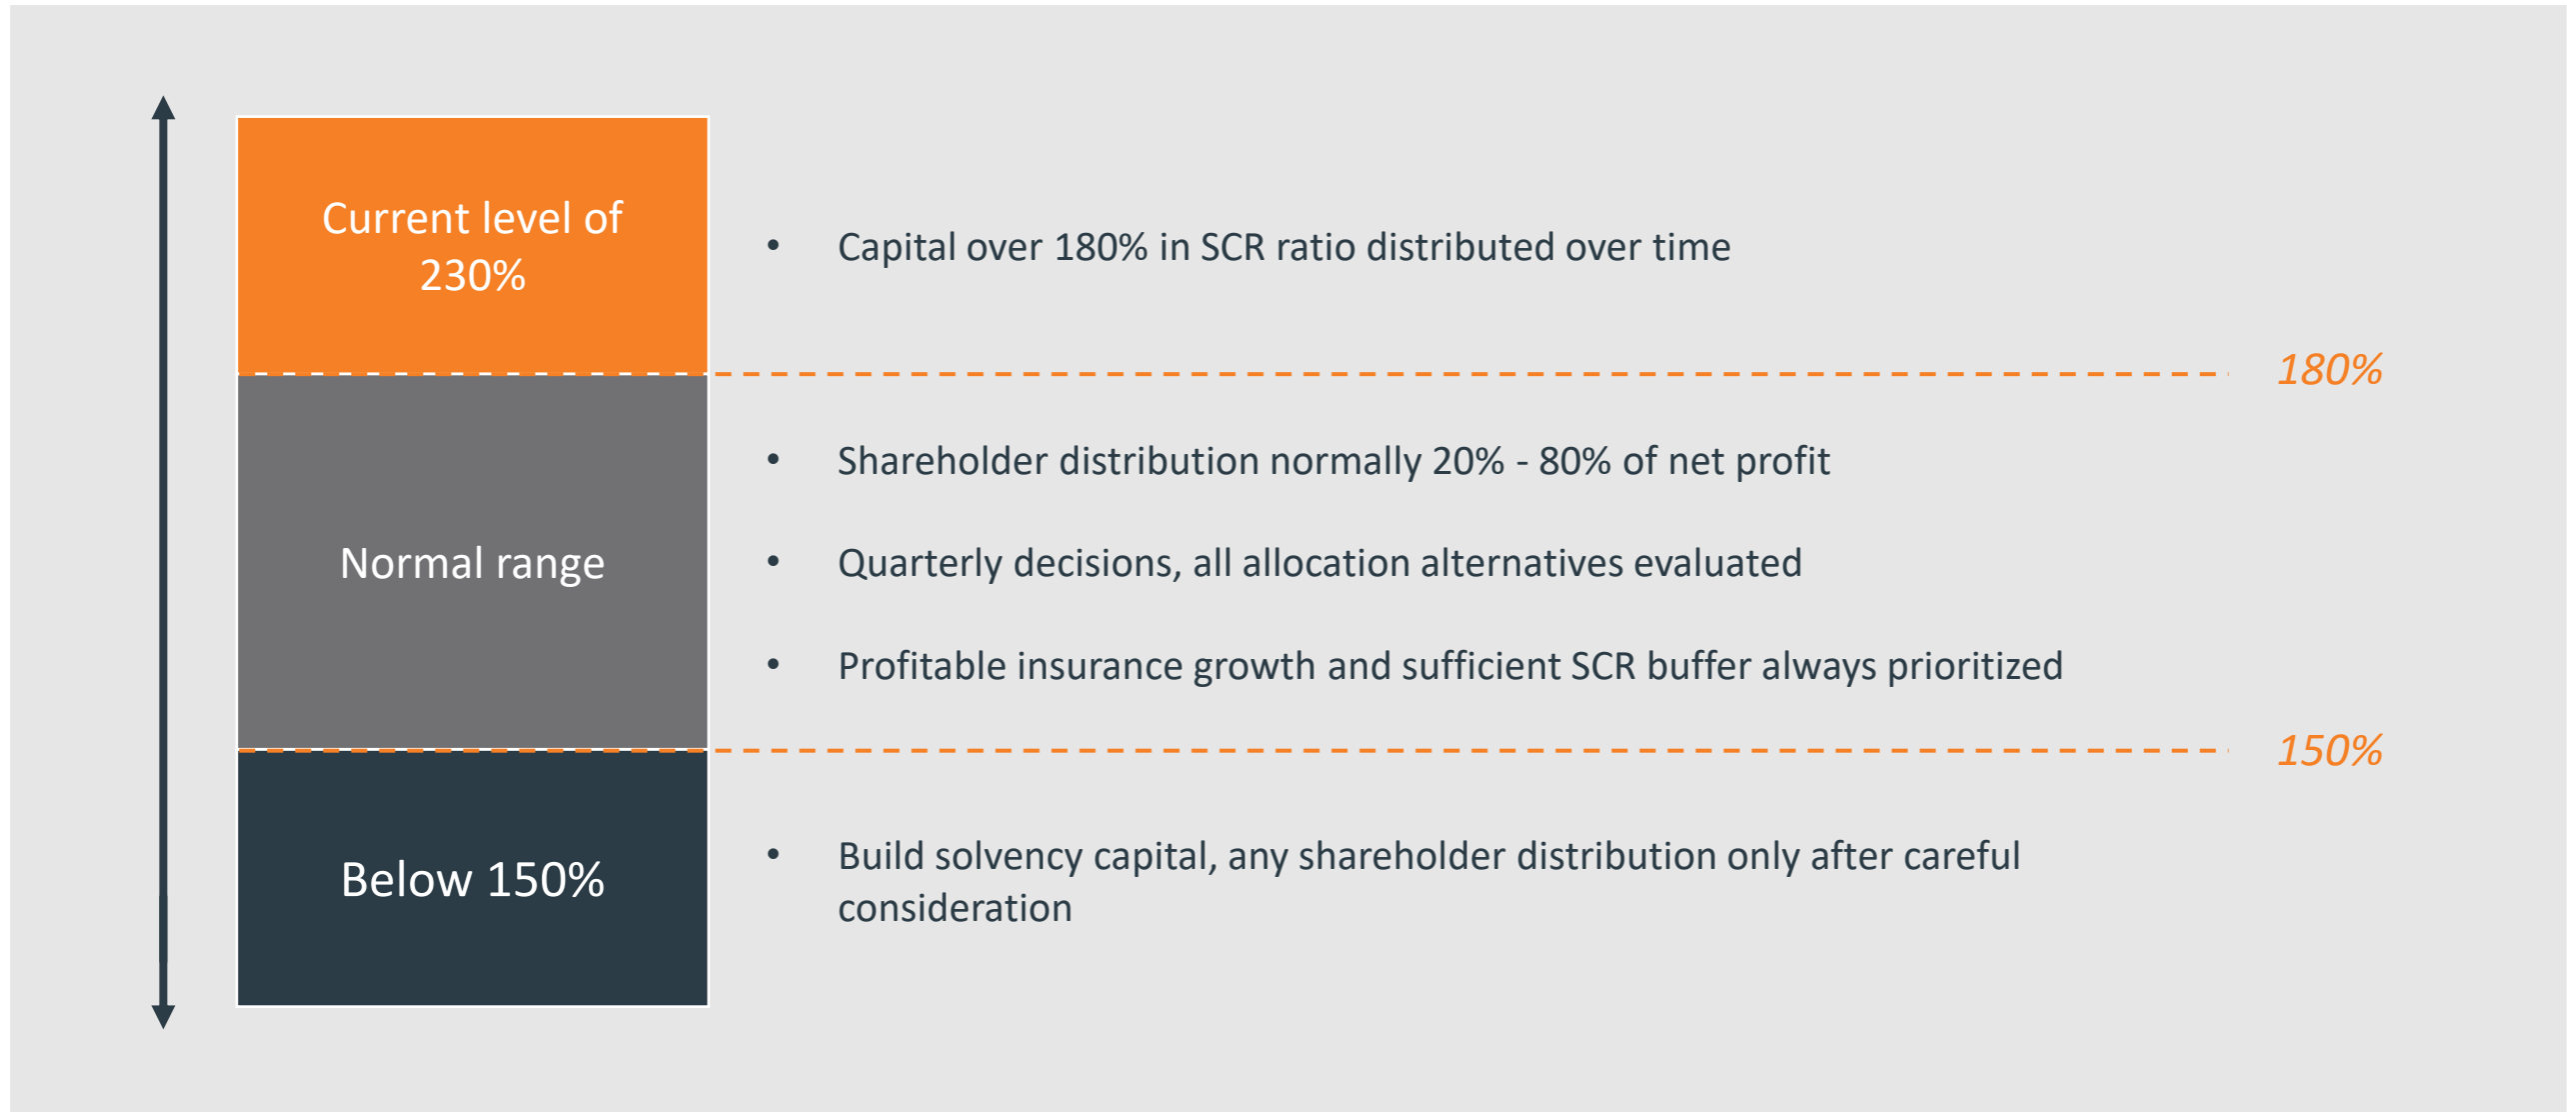 Current level of
230%
• Capital over 180% in SCR ratio distributed over time
180%
• Shareholder distribution normally 20% - 80% of net profit
Normal range
• Quarterly decisions, all allocation alternatives evaluated
• Profitable insurance growth and sufficient SCR buffer always prioritized
150%
Below 150%
• Build solvency capital, any shareholder distribution only after careful
consideration